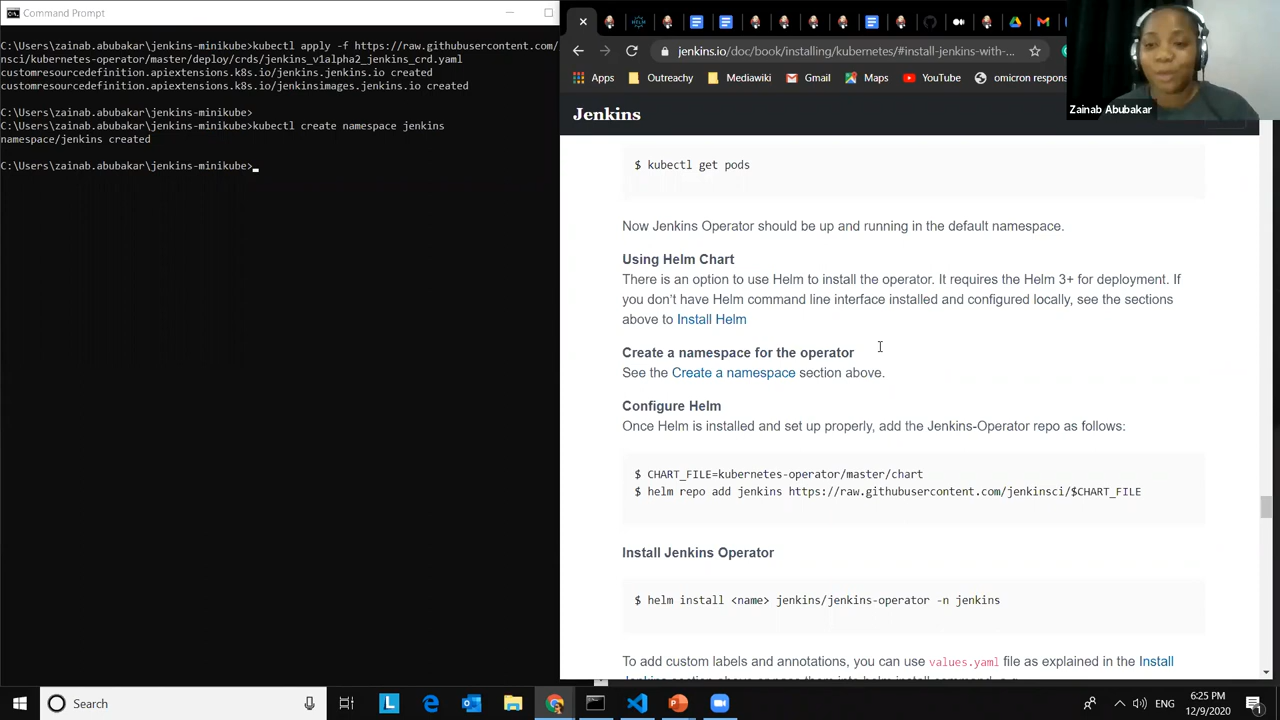 Command Prompt
C:\Users\zainab.abubakar\jenkins-minikube>kubectl apply -f https://raw.githubusercontent.com/
nsci/kubernetes-operator/master/deploy/crds/jenkins_v1alpha2_jenkins_crd.yaml
customresourcedefinition.apiextensions.k8s.io/jenkins.jenkins.io created
customresourcedefinition.apiextensions.k8s.io/jenkinsimages.jenkins.io created
C:\Users\zainab.abubakar\jenkins-minikube>
C:\Users\zainab.abubakar\jenkins-minikube>kubectl create namespace jenkins
namespace/jenkins created
C:\Users\zainab.abubakar\jenkins-minikube>
jenkins.io/doc/book/installing/kubernetes/#install-jenkins-with-...
Apps Outreachy Gmail Maps YouTube omicron respons
Zainab Abubakar
Jenkins
$ kubectl get pods
Now Jenkins Operator should be up and running in the default namespace.
Using Helm Chart
There is an option to use Helm to install the operator. It requires the Helm 3+ for deployment. If
you don't have Helm command line interface installed and configured locally, see the sections
above to Install Helm
Create a namespace for the operator
See the Create a namespace section above.
Configure Helm
Once Helm is installed and set up properly, add the Jenkins-Operator repo as follows:
$ CHART_FILE=kubernetes-operator/master/chart
$ helm repo add jenkins https://raw.githubusercontent.com/jenkinsci/$CHART_FILE
Install Jenkins Operator
$ helm install <name> jenkins/jenkins-operator -n jenkins
To add custom labels and annotations, you can use values.yaml file as explained in the Install
Search
ENG
6:25 PM
12/9/2020